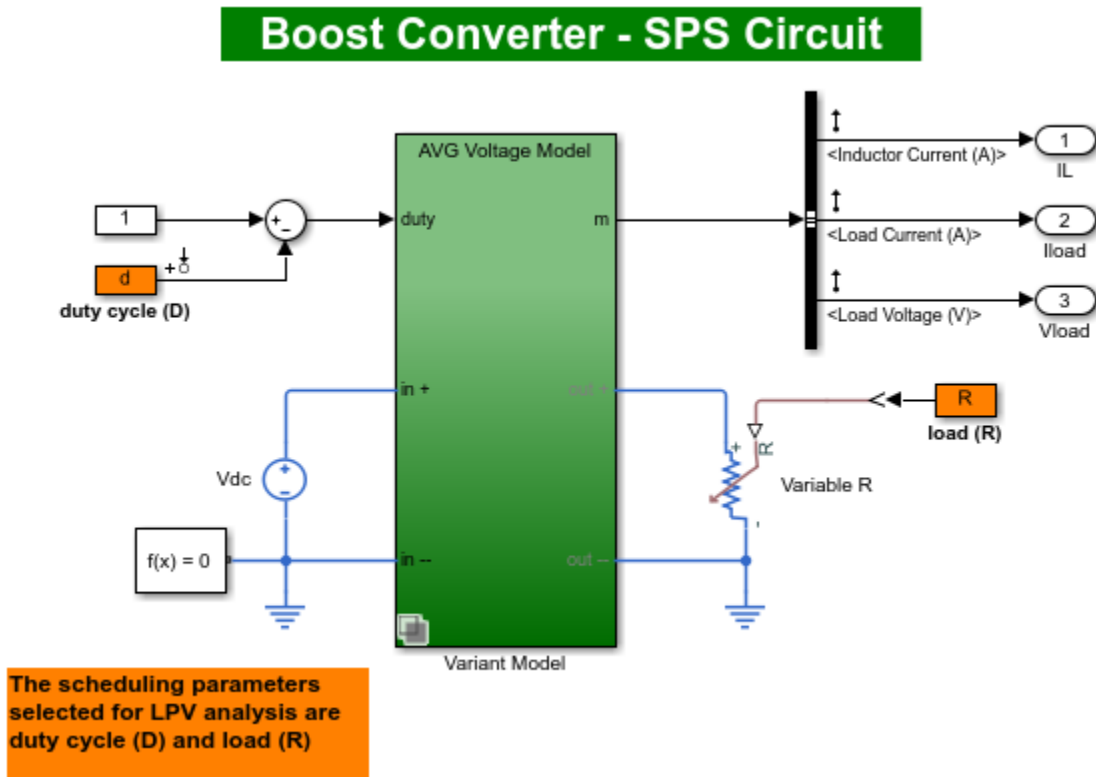 Boost Converter - SPS Circuit
AVG Voltage Model
<Inductor Current (A)>
1
IL
1
+
-
duty
m
<Load Current (A)>
2
Iload
d
+
duty cycle (D)
<Load Voltage (V)>
3
Vload
in +
out +
R
load (R)
+
R
Vdc
+
-
Variable R
-
f(x) = 0
in --
out --
Variant Model
The scheduling parameters
selected for LPV analysis are
duty cycle (D) and load (R)